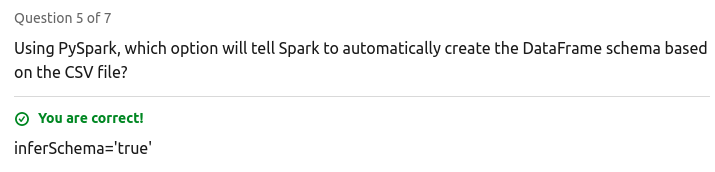 Question 5 of 7
Using PySpark, which option will tell Spark to automatically create the DataFrame schema based
on the CSV file?
You are correct!
inferSchema='true'